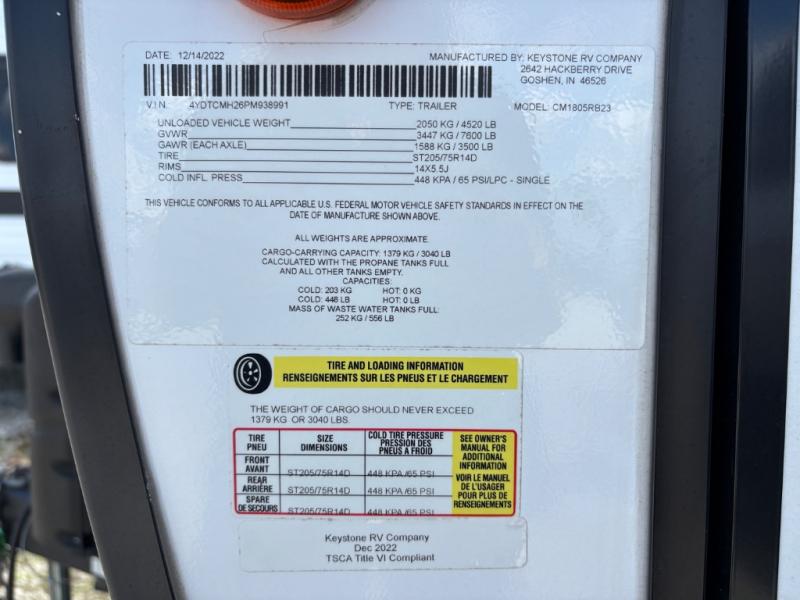 DATE: 12/14/2022 MANUFACTURED BY: KEYSTONE RV COMPANY
2642 HACKBERRY DRIVE
GOSHEN, IN 46526
V.I.N. 4YDTCMH26PM938991 TYPE: TRAILER MODEL: CM1805RB23
UNLOADED VEHICLE WEIGHT 2050 KG / 4520 LB
GVWR 3447 KG / 7600 LB
GAWR (EACH AXLE) 1588 KG / 3500 LB
TIRE ST205/75R14D
RIMS 14X5.5J
COLD INFL. PRESS 448 KPA / 65 PSI/LPC - SINGLE
THIS VEHICLE CONFORMS TO ALL APPLICABLE U.S. FEDERAL MOTOR VEHICLE SAFETY STANDARDS IN EFFECT ON THE
DATE OF MANUFACTURE SHOWN ABOVE.
ALL WEIGHTS ARE APPROXIMATE.
CARGO-CARRYING CAPACITY: 1379 KG / 3040 LB
CALCULATED WITH THE PROPANE TANKS FULL
AND ALL OTHER TANKS EMPTY.
CAPACITIES:
COLD: 203 KG HOT: 0 KG
COLD: 448 LB HOT: 0 LB
MASS OF WASTE WATER TANKS FULL:
252 KG / 556 LB
TIRE AND LOADING INFORMATION
RENSEIGNEMENTS SUR LES PNEUS ET LE CHARGEMENT
THE WEIGHT OF CARGO SHOULD NEVER EXCEED
1379 KG OR 3040 LBS.
TIRE
PNEU
SIZE
DIMENSIONS
COLD TIRE PRESSURE
PRESSION DES
PNEUS A FROID
FRONT
AVANT
ST205/75R14D
448 KPA /65 PSI
REAR
ARRIÈRE
ST205/75R14D
448 KPA /65 PSI
SPARE
DE SECOURS
ST205/75R14D
448 KPA /65 PSI
SEE OWNER'S
MANUAL FOR
ADDITIONAL
INFORMATION
VOIR LE MANUEL
DE L'USAGER
POUR PLUS DE
RENSEIGNEMENTS
Keystone RV Company
Dec 2022
TSCA Title VI Compliant